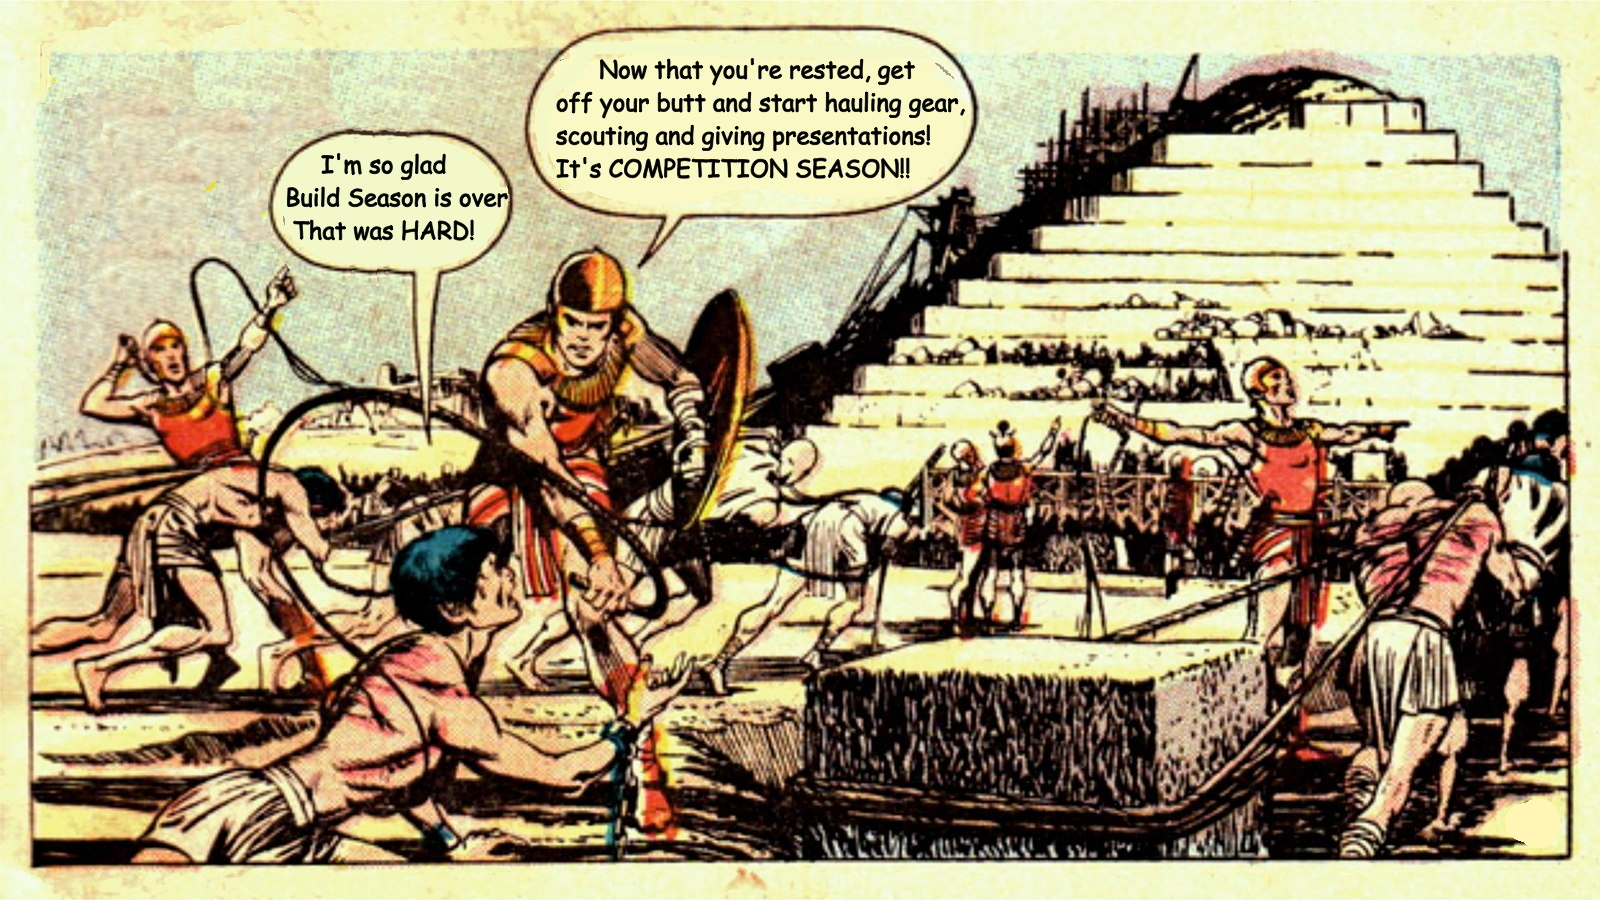 I'm so glad
Build Season is over
That was HARD!
Now that you're rested, get
off your butt and start hauling gear,
scouting and giving presentations!
It's COMPETITION SEASON!!